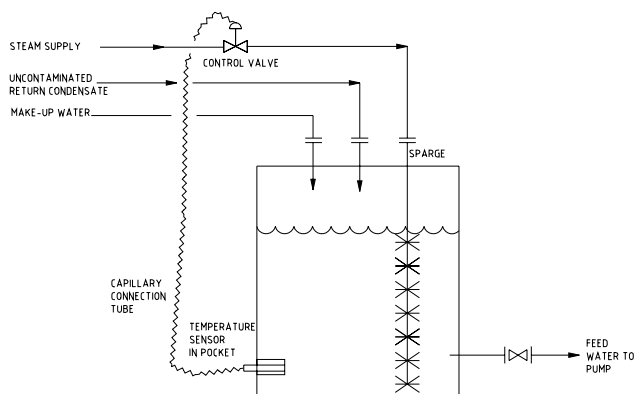 STEAM SUPPLY
CONTROL VALVE
UNCONTAMINATED
RETURN CONDENSATE
MAKE-UP WATER
SPARGE
CAPILLARY
CONNECTION
TUBE
TEMPERATURE
SENSOR
IN POCKET
FEED
WATER TO
PUMP